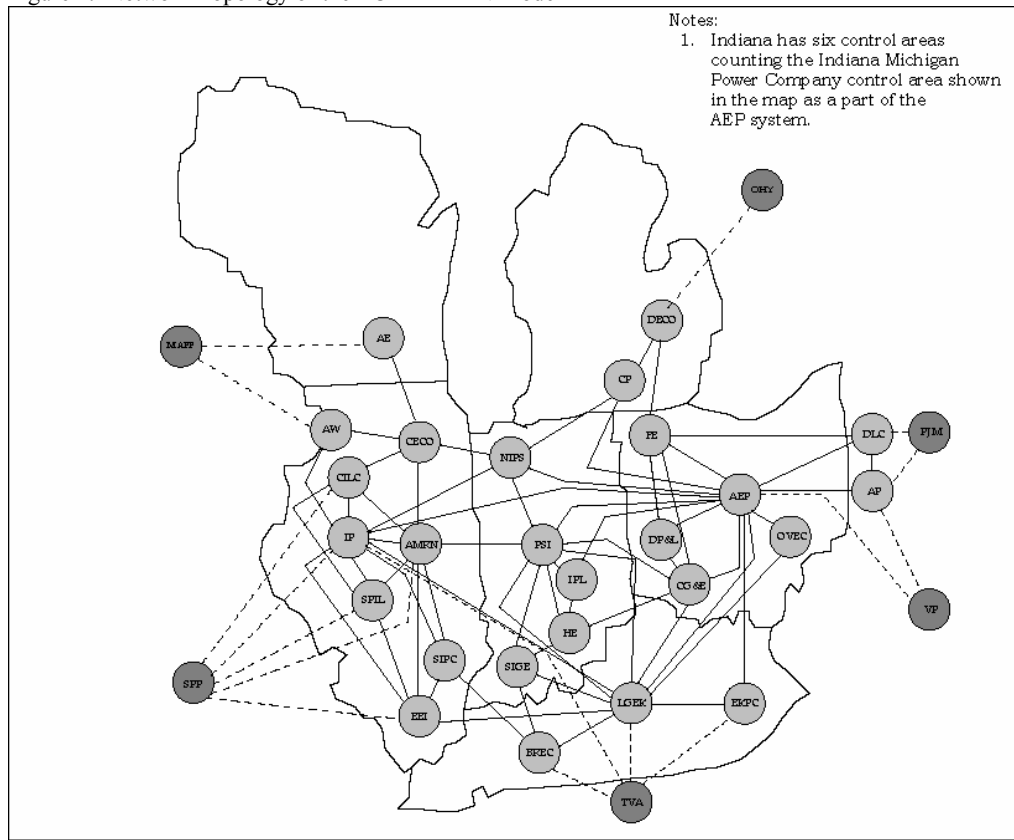 Notes:
1. Indiana has six control areas
counting the Indiana Michigan
Power Company control area shown
in the map as a part of the
AEP system.
OHY
DECO
MAPP
AE
CP
AW
CECO
FE
DLC
PJM
NIPS
CILC
AEP
AP
IP
AMRN
PSI
DP&L
OVEC
IPL
CG&E
SPIL
VP
HE
SIPC
SIGE
SPP
LGEK
EKPC
EEI
BREC
TVA